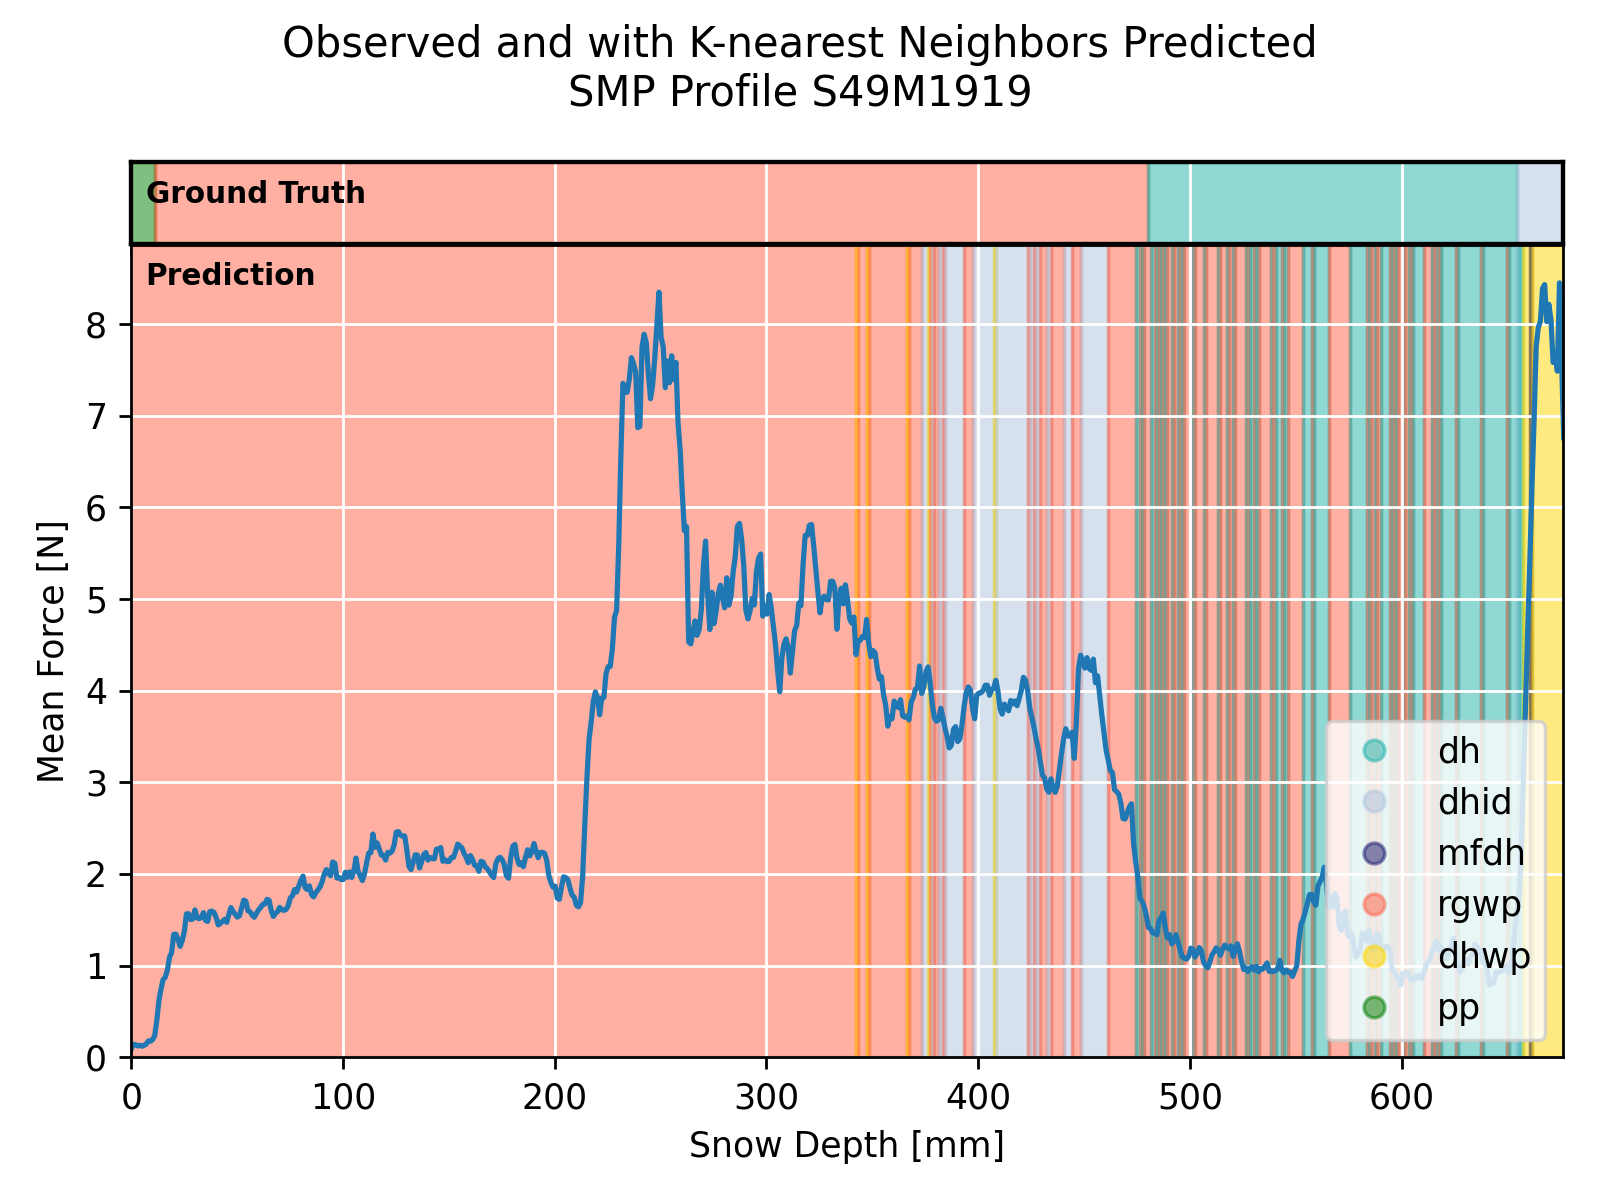 Observed and with K-nearest Neighbors Predicted
SMP Profile S49M1919
Ground Truth
Prediction
8
7
6
5
4
3
2
1
0
Mean Force [N]
dh
dhid
mfdh
rgwp
dhwp
pp
0 100 200 300 400 500 600
Snow Depth [mm]